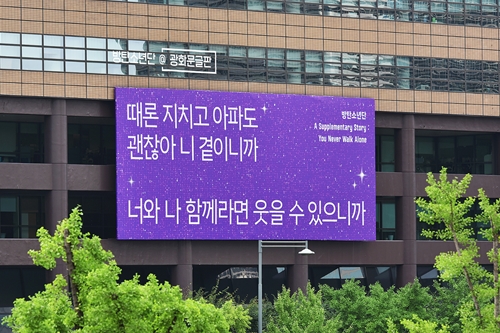 방탄소년단 @ 광화문글판
때론 지치고 아파도
괜찮아 니 곁이니까
너와 나 함께라면 웃을 수 있으니까
방탄소년단
A Supplementary Story :
You Never Walk Alone